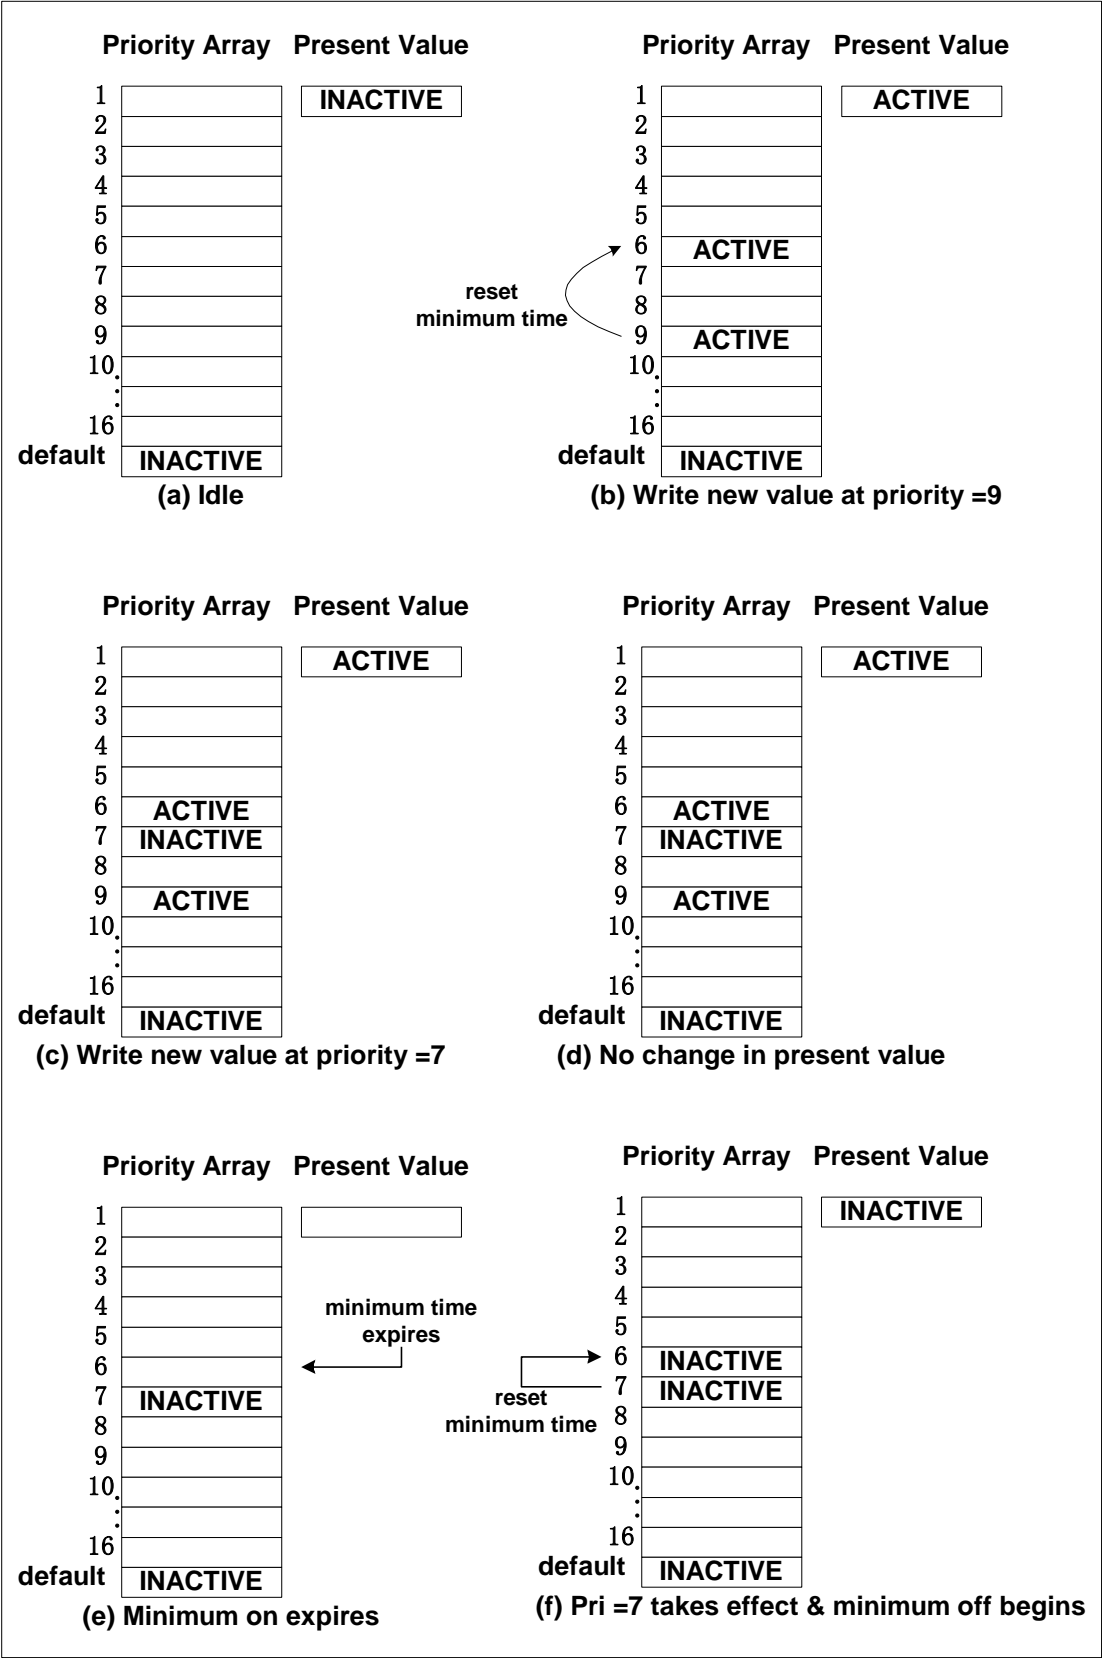 Priority Array Present Value
1 INACTIVE
2
3
4
5
6
7
8
9
10
16
default INACTIVE
(a) Idle
Priority Array Present Value
1 ACTIVE
2
3
4
5
6 ACTIVE
7
reset
minimum time
8
9 ACTIVE
10
16
default INACTIVE
(b) Write new value at priority =9
Priority Array Present Value
1 ACTIVE
2
3
4
5
6 ACTIVE
7 INACTIVE
8
9 ACTIVE
10
16
default INACTIVE
(c) Write new value at priority =7
Priority Array Present Value
1 ACTIVE
2
3
4
5
6 ACTIVE
7 INACTIVE
8
9 ACTIVE
10
16
default INACTIVE
(d) No change in present value
Priority Array Present Value
1
2
3
4
minimum time
expires
5
6
7 INACTIVE
8
9
10
16
default INACTIVE
(e) Minimum on expires
Priority Array Present Value
1 INACTIVE
2
3
4
5
6 INACTIVE
7 INACTIVE
reset
minimum time
8
9
10
16
default INACTIVE
(f) Pri =7 takes effect & minimum off begins